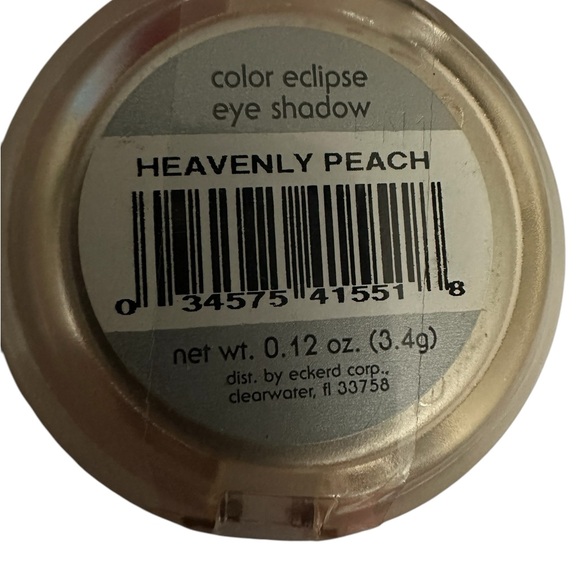 color eclipse
eye shadow
HEAVENLY PEACH
0 34575 41551 8
net wt. 0.12 oz. (3.4g)
dist. by eckerd corp.,
clearwater, fl 33758